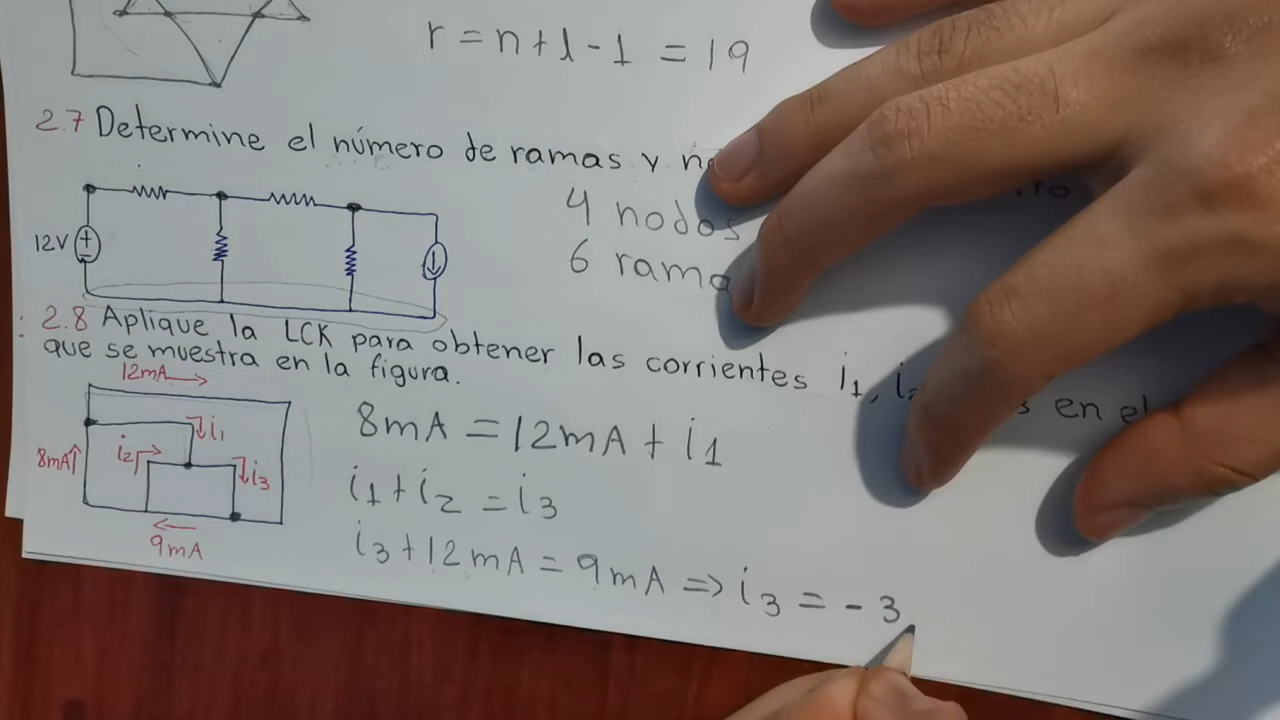 r = n + l - 1 = 19
2.7 Determine el número de ramas y
12V
4 nodos
6 rama
2.8 Aplique la LCK para obtener las corrientes i1,
en el
que se muestra en la figura.
12mA
8mA
i1
i2
i3
9mA
8mA = 12mA + i1
i1 + i2 = i3
i3 + 12mA = 9mA => i3 = -3